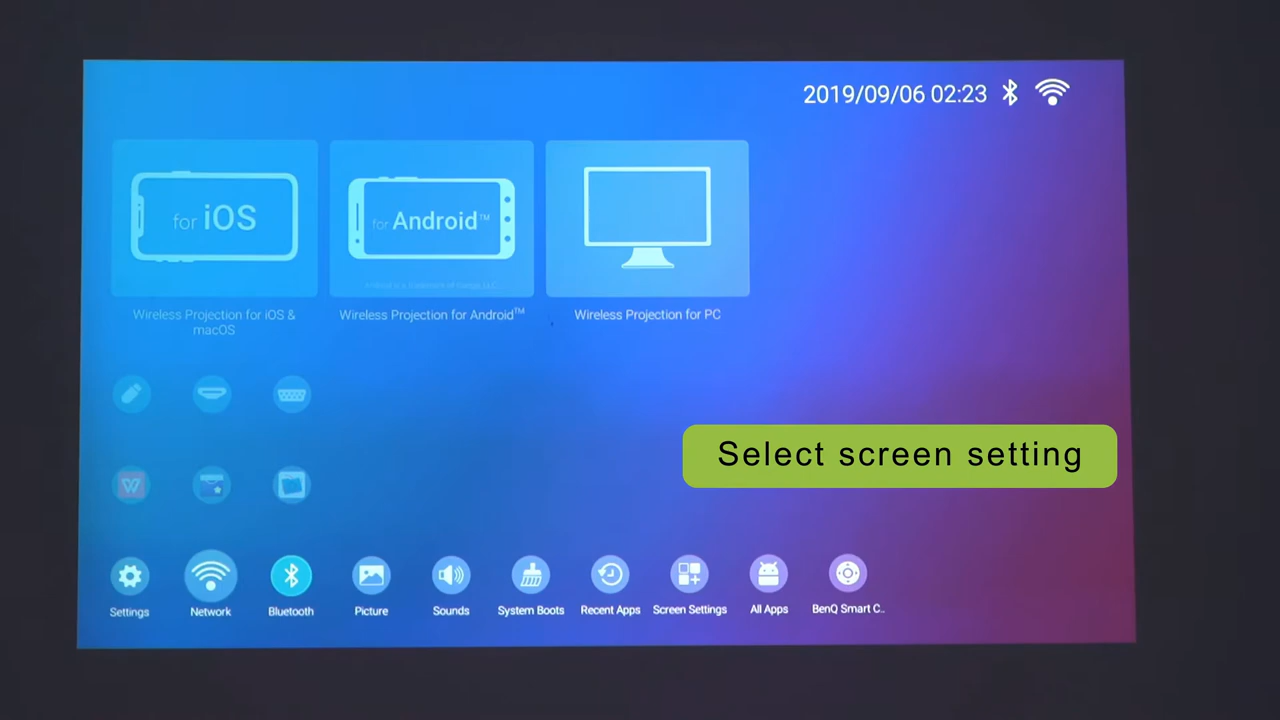 2019/09/06 02:23
for iOS
for Android™
Wireless Projection for iOS &
macOS
Wireless Projection for Android™
Wireless Projection for PC
Select screen setting
Settings
Network
Bluetooth
Picture
Sounds
System Boots
Recent Apps
Screen Settings
All Apps
BenQ Smart C..